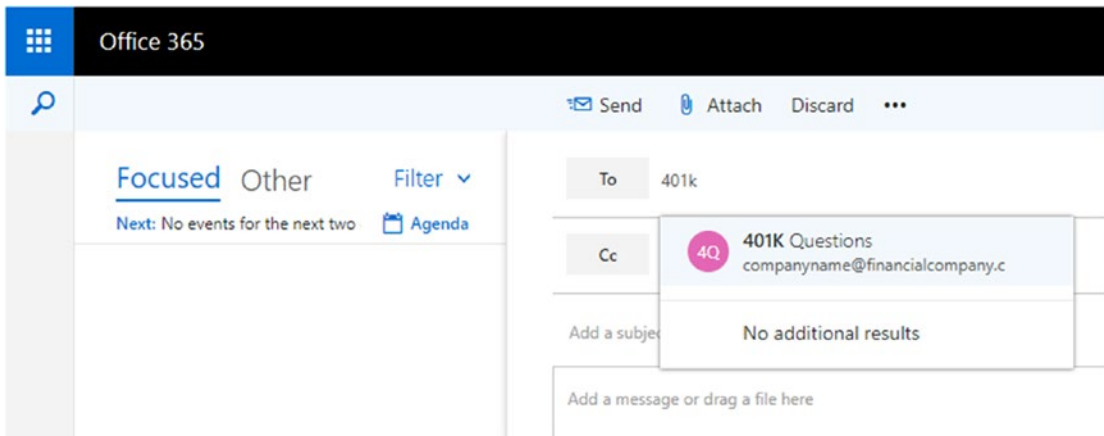 Office 365
Send Attach Discard •••
Focused Other Filter
Next: No events for the next two Agenda
To 401k
4Q 401K Questions
companyname@financialcompany.c
Cc
No additional results
Add a subjec
Add a message or drag a file here